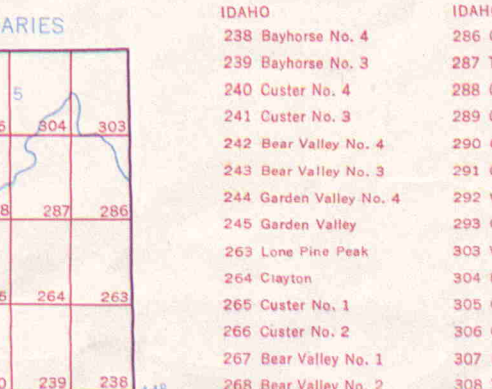 ARIES
5
304 303
287 286
264 263
239 238
IDAHO
238 Bayhorse No. 4
239 Bayhorse No. 3
240 Custer No. 4
241 Custer No. 3
242 Bear Valley No. 4
243 Bear Valley No. 3
244 Garden Valley No. 4
245 Garden Valley
263 Lone Pine Peak
264 Clayton
265 Custer No. 1
266 Custer No. 2
267 Bear Valley No. 1
268 Bear Valley No. 2
IDAH
286
287
288
289
290
291
292
293
303
304
305
306
307
308